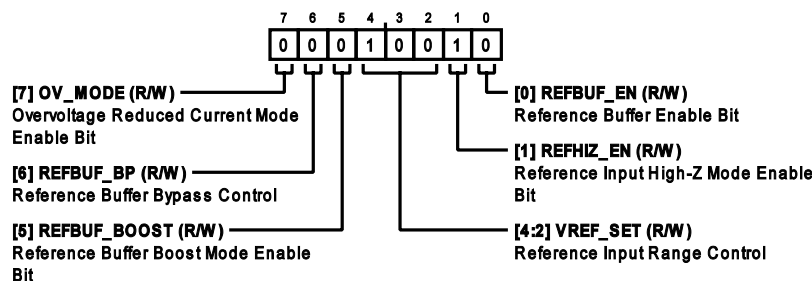 7 6 5 4 3 2 1 0
0 0 0 1 0 0 1 0
[7] OV_MODE (R/W)
Overvoltage Reduced Current Mode
Enable Bit
[6] REFBUF_BP (R/W)
Reference Buffer Bypass Control
[5] REFBUF_BOOST (R/W)
Reference Buffer Boost Mode Enable
Bit
[0] REFBUF_EN (R/W)
Reference Buffer Enable Bit
[1] REFHIZ_EN (R/W)
Reference Input High-Z Mode Enable
Bit
[4:2] VREF_SET (R/W)
Reference Input Range Control